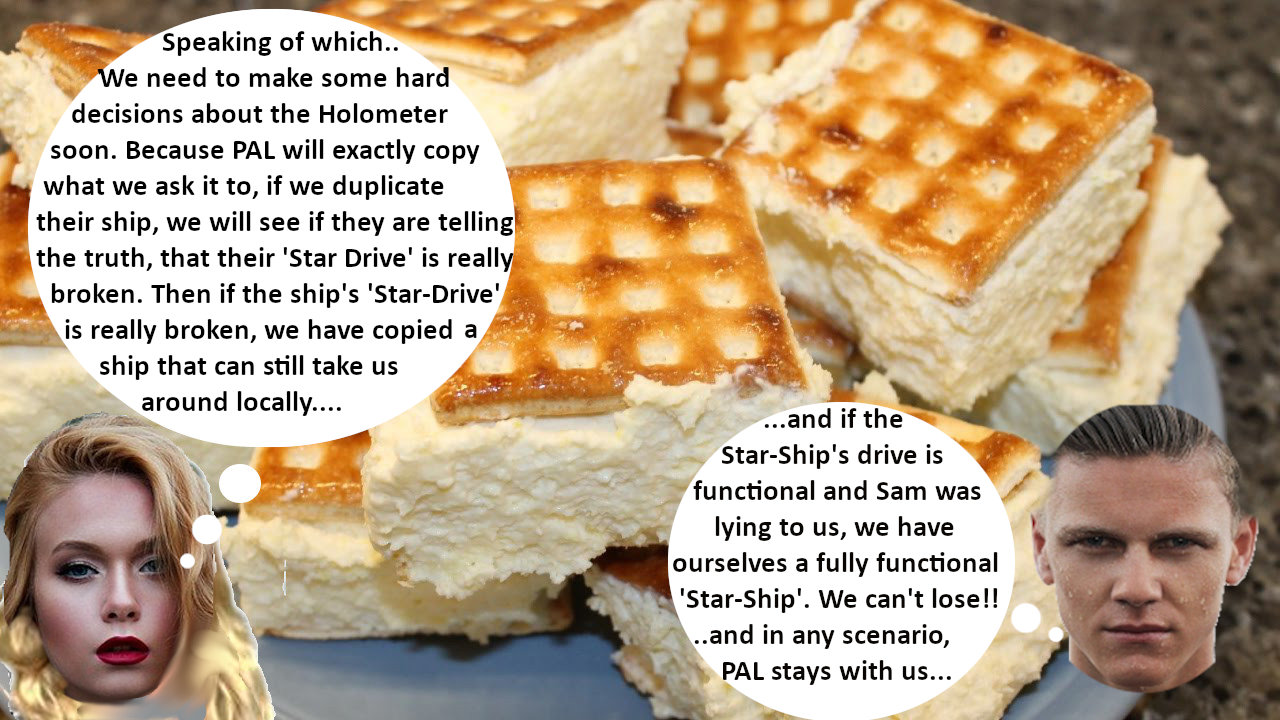 Speaking of which..
We need to make some hard
decisions about the Holometer
soon. Because PAL will exactly copy
what we ask it to, if we duplicate
their ship, we will see if they are telling
the truth, that their 'Star Drive' is really
broken. Then if the ship's 'Star-Drive'
is really broken, we have copied a
ship that can still take us
around locally....
...and if the
Star-Ship's drive is
functional and Sam was
lying to us, we have
ourselves a fully functional
'Star-Ship'. We can't lose!!
..and in any scenario,
PAL stays with us...